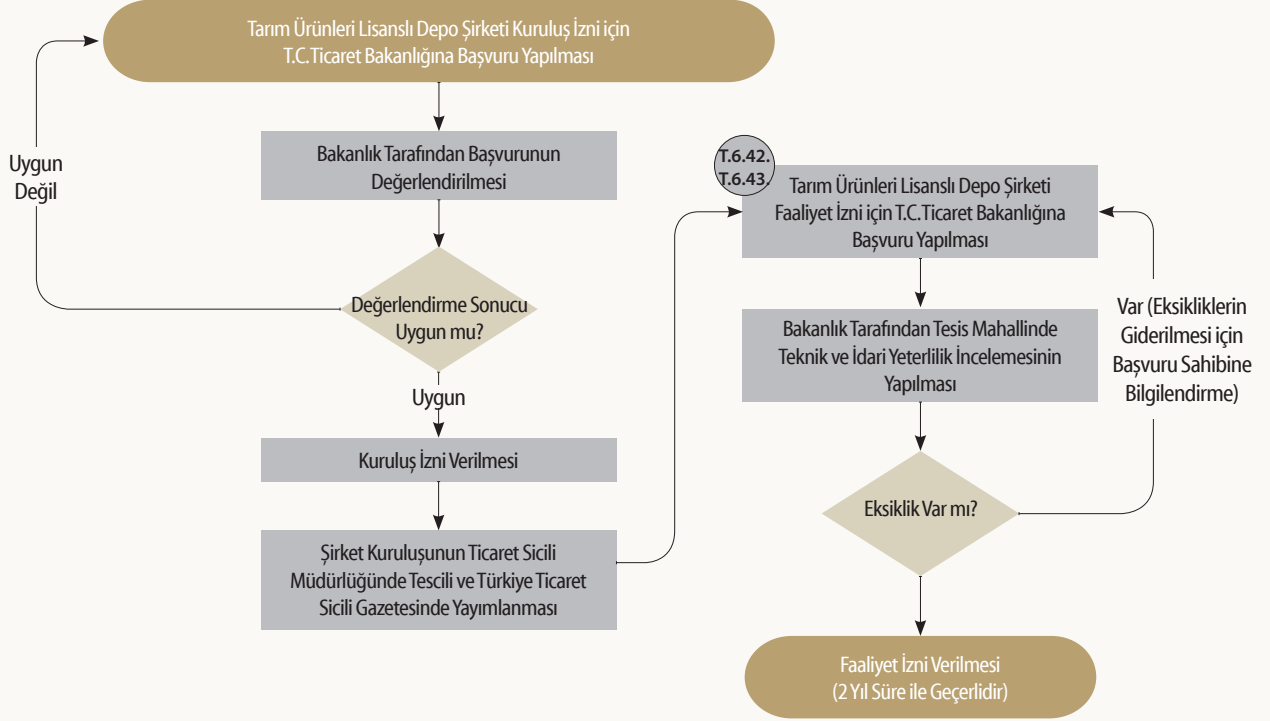 Tarım Ürünleri Lisanslı Depo Şirketi Kuruluş İzni için
T.C. Ticaret Bakanlığına Başvuru Yapılması
Bakanlık Tarafından Başvurunun
Değerlendirilmesi
Uygun
Değil
Değerlendirme Sonucu
Uygun mu?
Uygun
Kuruluş İzni Verilmesi
Şirket Kuruluşunun Ticaret Sicili
Müdürlüğünde Tescili ve Türkiye Ticaret
Sicili Gazetesinde Yayımlanması
T.6.42.
T.6.43.
Tarım Ürünleri Lisanslı Depo Şirketi
Faaliyet İzni için T.C. Ticaret Bakanlığına
Başvuru Yapılması
Bakanlık Tarafından Tesis Mahallinde
Teknik ve İdari Yeterlilik İncelemesinin
Yapılması
Var (Eksikliklerin
Giderilmesi için
Başvuru Sahibine
Bilgilendirme)
Eksiklik Var mı?
Faaliyet İzni Verilmesi
(2 Yıl Süre ile Geçerlidir)